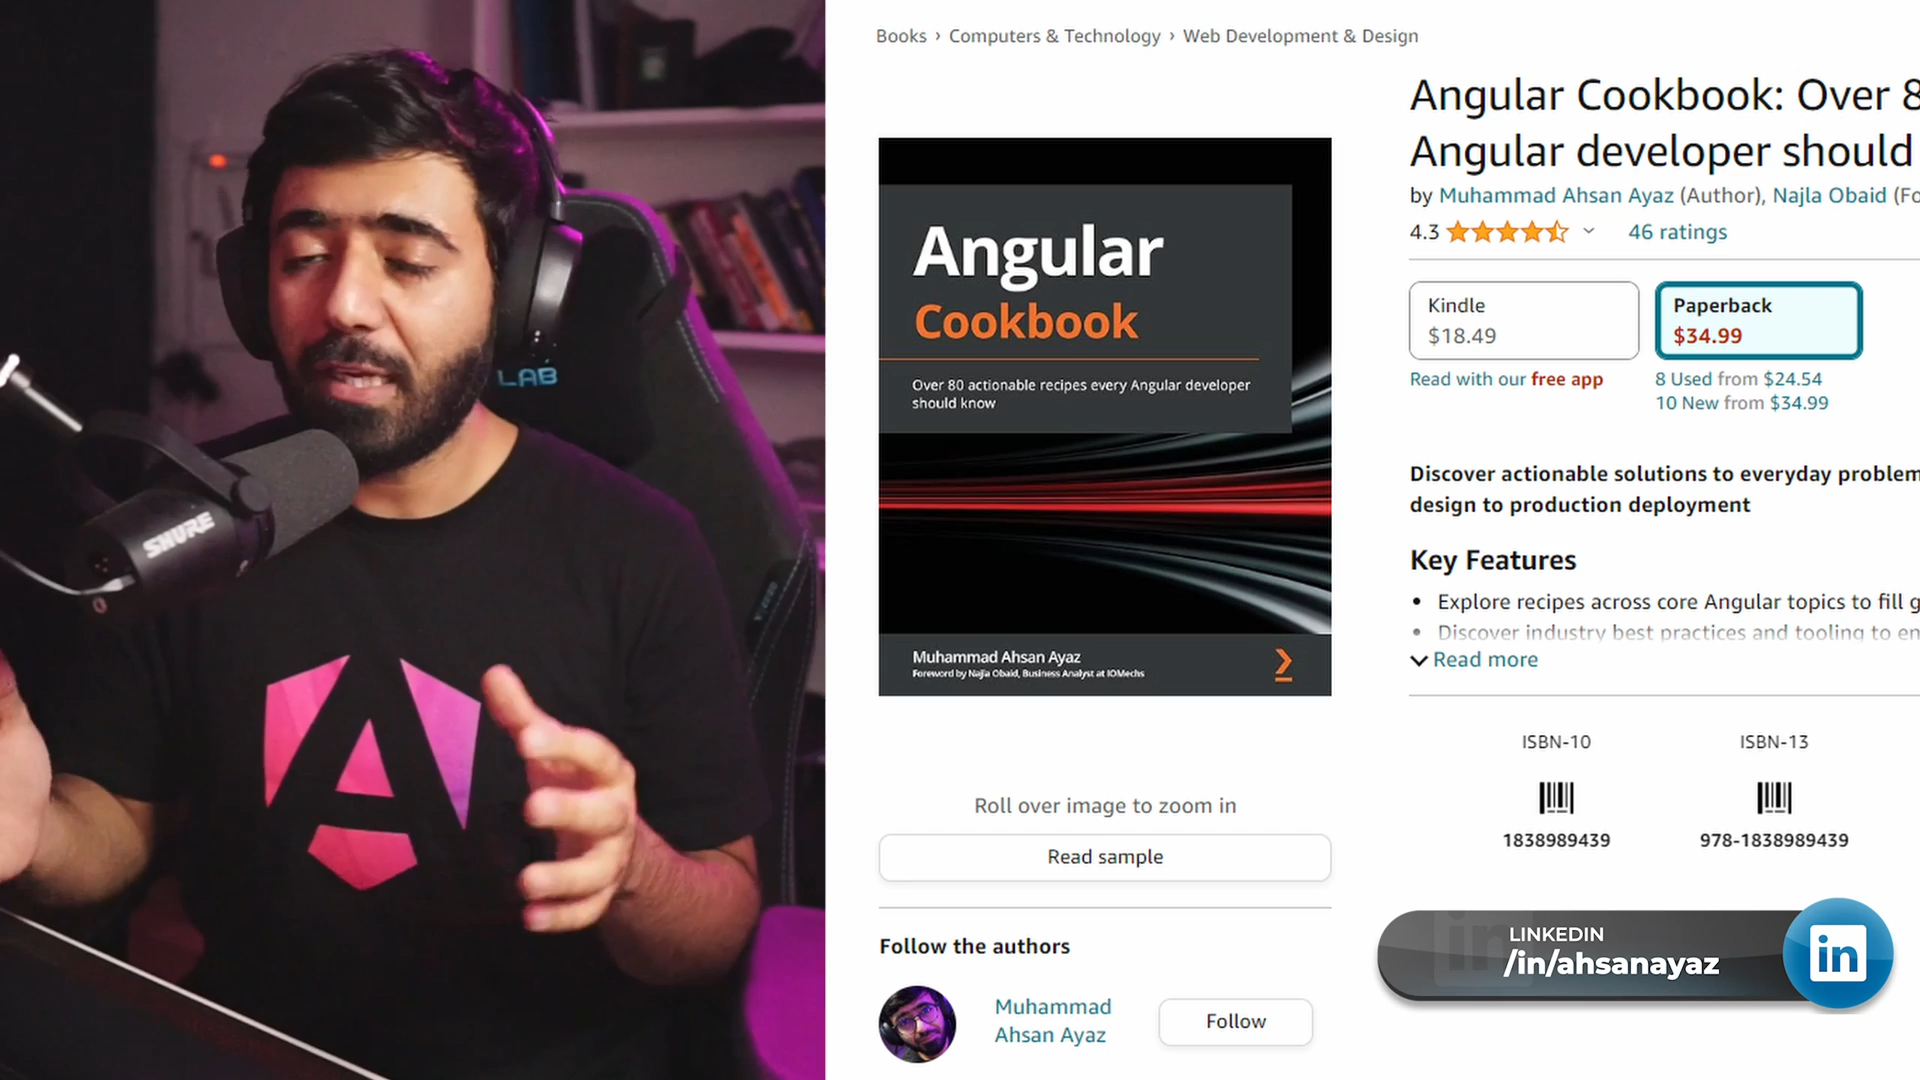 LAB
SHURE
Books › Computers & Technology › Web Development & Design
Angular
Cookbook
Over 80 actionable recipes every Angular developer
should know
Muhammad Ahsan Ayaz
Foreword by Najla Obaid, Business Analyst at IOMechs
Roll over image to zoom in
Read sample
Follow the authors
Muhammad
Ahsan Ayaz
Follow
Angular Cookbook: Over 8
Angular developer should
by Muhammad Ahsan Ayaz (Author), Najla Obaid (Fo
4.3 46 ratings
Kindle
$18.49
Paperback
$34.99
Read with our free app
8 Used from $24.54
10 New from $34.99
Discover actionable solutions to everyday problem
design to production deployment
Key Features
• Explore recipes across core Angular topics to fill g
• Discover industry best practices and tooling to en
Read more
ISBN-10
1838989439
ISBN-13
978-1838989439
LINKEDIN
/in/ahsanayaz
in